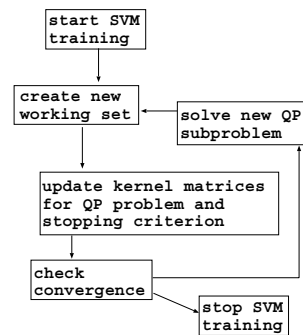 start SVM
training
create new
working set
solve new QP
subproblem
update kernel matrices
for QP problem and
stopping criterion
check
convergence
stop SVM
training